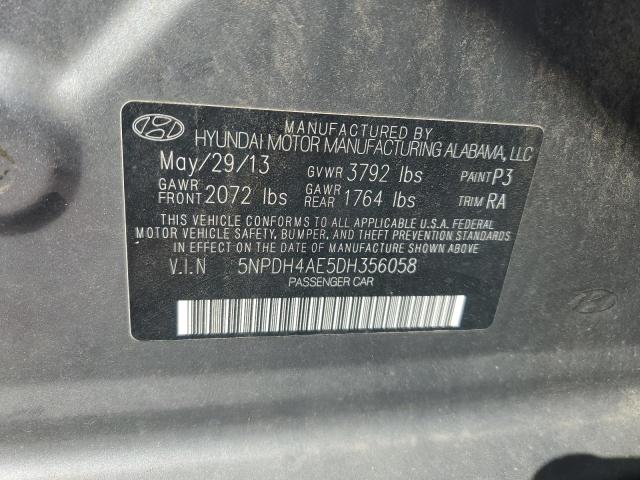 MANUFACTURED BY
HYUNDAI MOTOR MANUFACTURING ALABAMA, LLC
May/29/13 GVWR 3792 lbs PAINT P3
GAWR FRONT 2072 lbs GAWR REAR 1764 lbs TRIM RA
THIS VEHICLE CONFORMS TO ALL APPLICABLE U.S.A. FEDERAL
MOTOR VEHICLE SAFETY, BUMPER, AND THEFT PREVENTION STANDARDS
IN EFFECT ON THE DATE OF MANUFACTURE SHOWN ABOVE
V.I.N 5NPDH4AE5DH356058
PASSENGER CAR